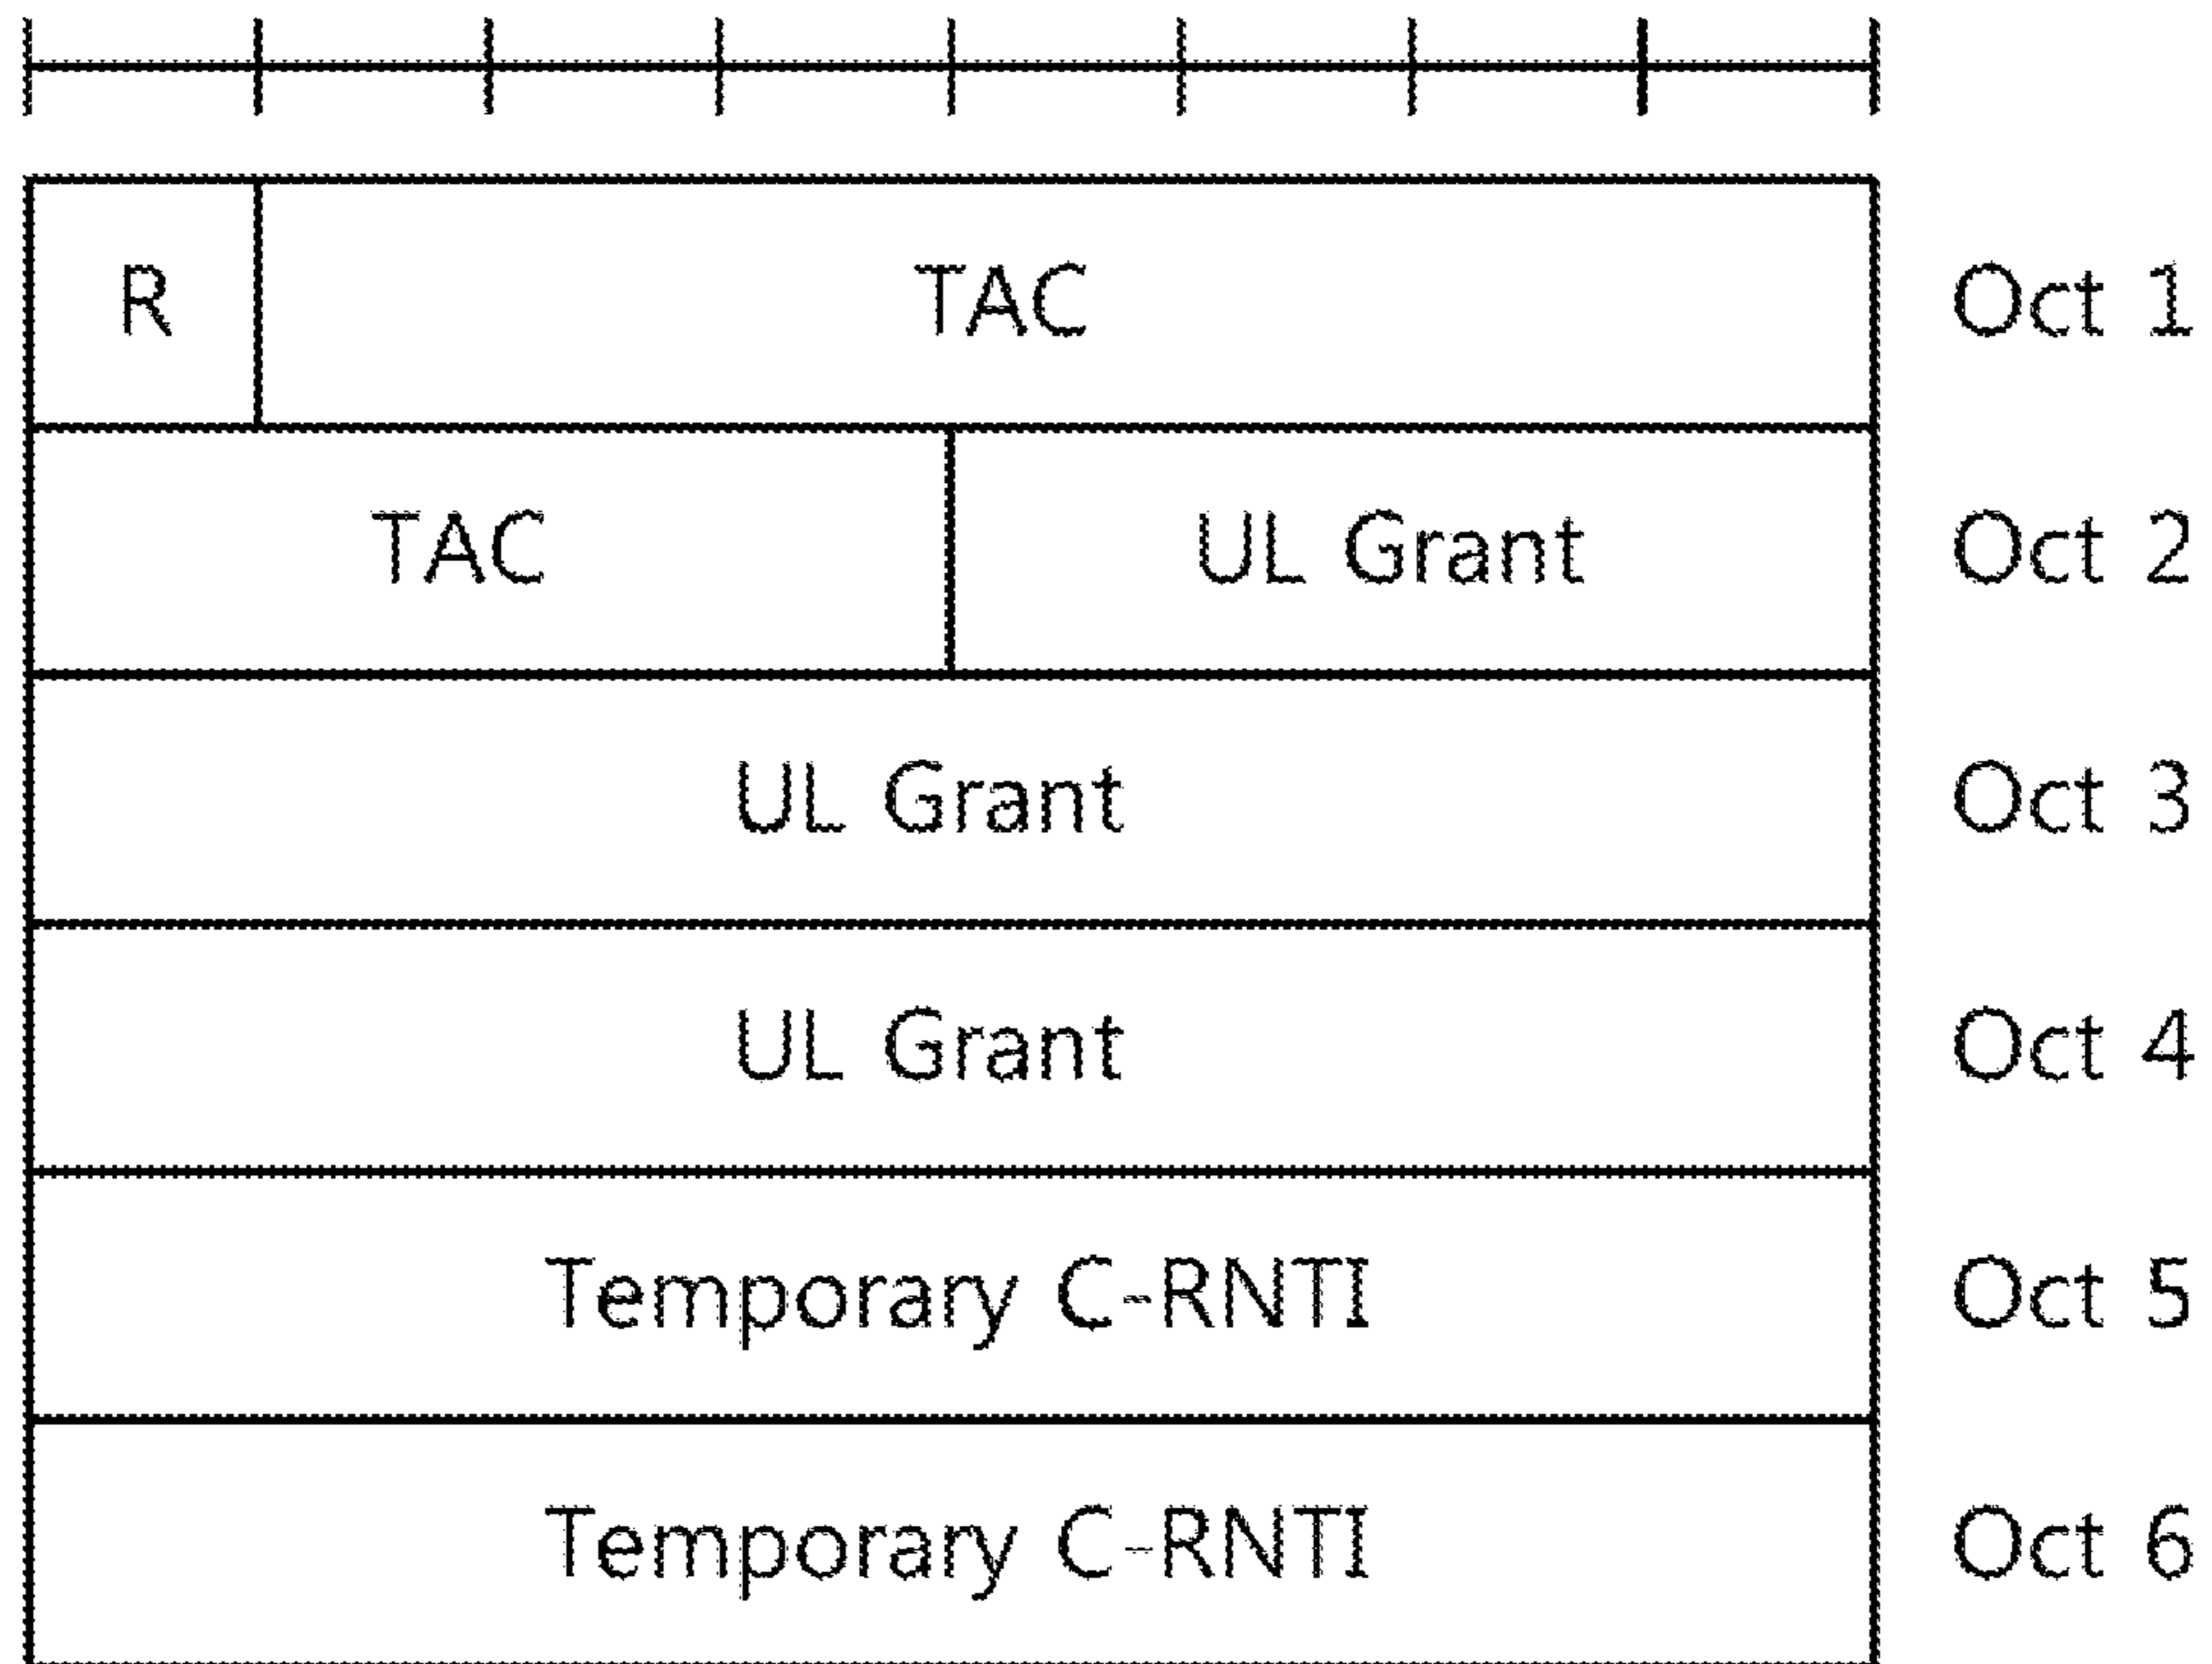 R TAC Oct 1
TAC UL Grant Oct 2
UL Grant Oct 3
UL Grant Oct 4
Temporary C-RNTI Oct 5
Temporary C-RNTI Oct 6